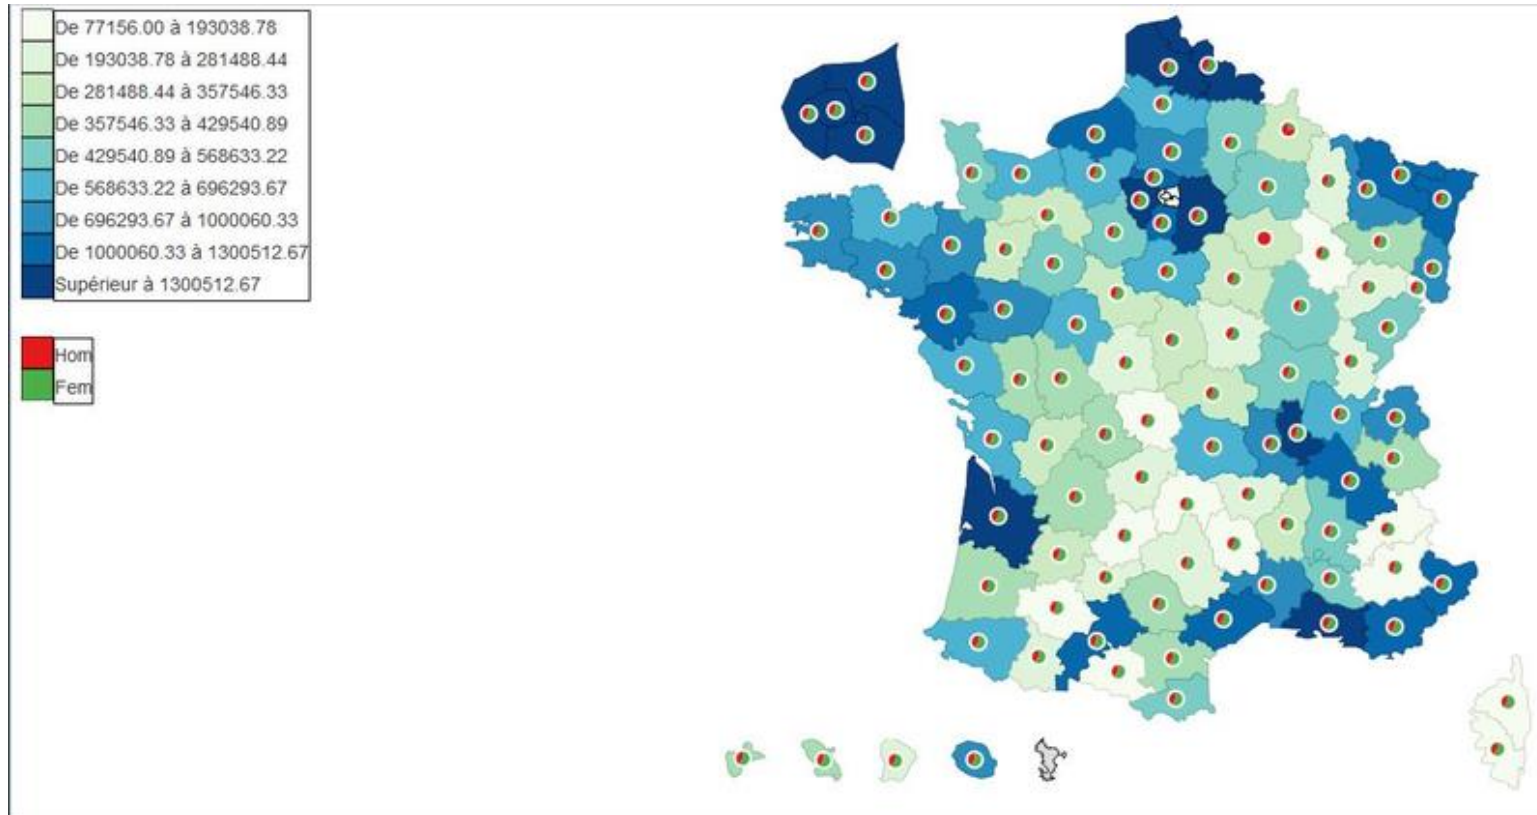 De 77156.00 à 193038.78
De 193038.78 à 281488.44
De 281488.44 à 357546.33
De 357546.33 à 429540.89
De 429540.89 à 568633.22
De 568633.22 à 696293.67
De 696293.67 à 1000060.33
De 1000060.33 à 1300512.67
Supérieur à 1300512.67
Hom
Fem